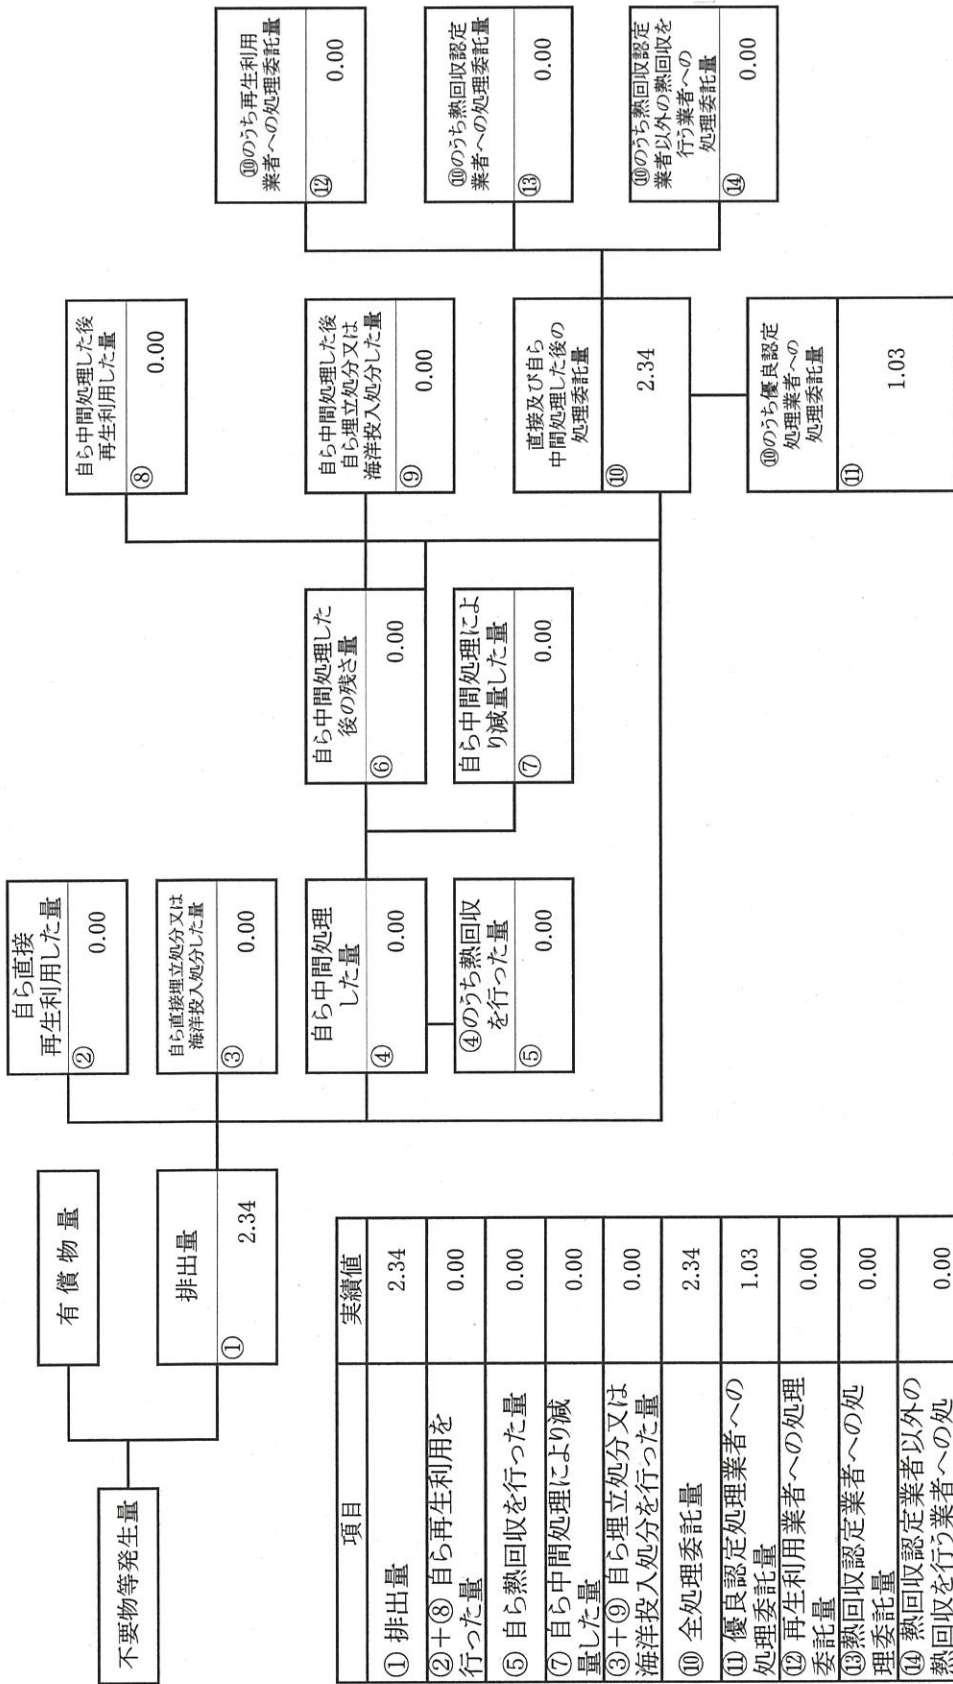 不要物等発生量
有償物量
排出量
①
2.34
自ら直接
再生利用した量
②
0.00
自ら直接埋立処分又は
海洋投入処分した量
③
0.00
自ら中間処理
した量
④
0.00
④のうち熱回収
を行った量
⑤
0.00
自ら中間処理した
後の残さ量
⑥
0.00
自ら中間処理によ
り減量した量
⑦
0.00
自ら中間処理した後
再生利用した量
⑧
0.00
自ら中間処理した後
自ら埋立処分又は
海洋投入処分した量
⑨
0.00
直接及び自ら
中間処理した後の
処理委託量
⑩
2.34
⑩のうち優良認定
処理業者への
処理委託量
⑪
1.03
⑩のうち再生利用
業者への処理委託量
⑫
0.00
⑩のうち熱回収認定
業者への処理委託量
⑬
0.00
⑩のうち熱回収認定
業者以外の熱回収を
行う業者への
処理委託量
⑭
0.00
項目 実績値
① 排出量 2.34
②+⑧ 自ら再生利用を
行った量 0.00
⑤ 自ら熱回収を行った量 0.00
⑦ 自ら中間処理により減
量した量 0.00
③+⑨ 自ら埋立処分又は
海洋投入処分を行った量 0.00
⑩ 全処理委託量 2.34
⑪ 優良認定処理業者への
処理委託量 1.03
⑫ 再生利用業者への処理
委託量 0.00
⑬熱回収認定業者への処
理委託量 0.00
⑭ 熱回収認定業者以外の
熱回収を行う業者への処 0.00